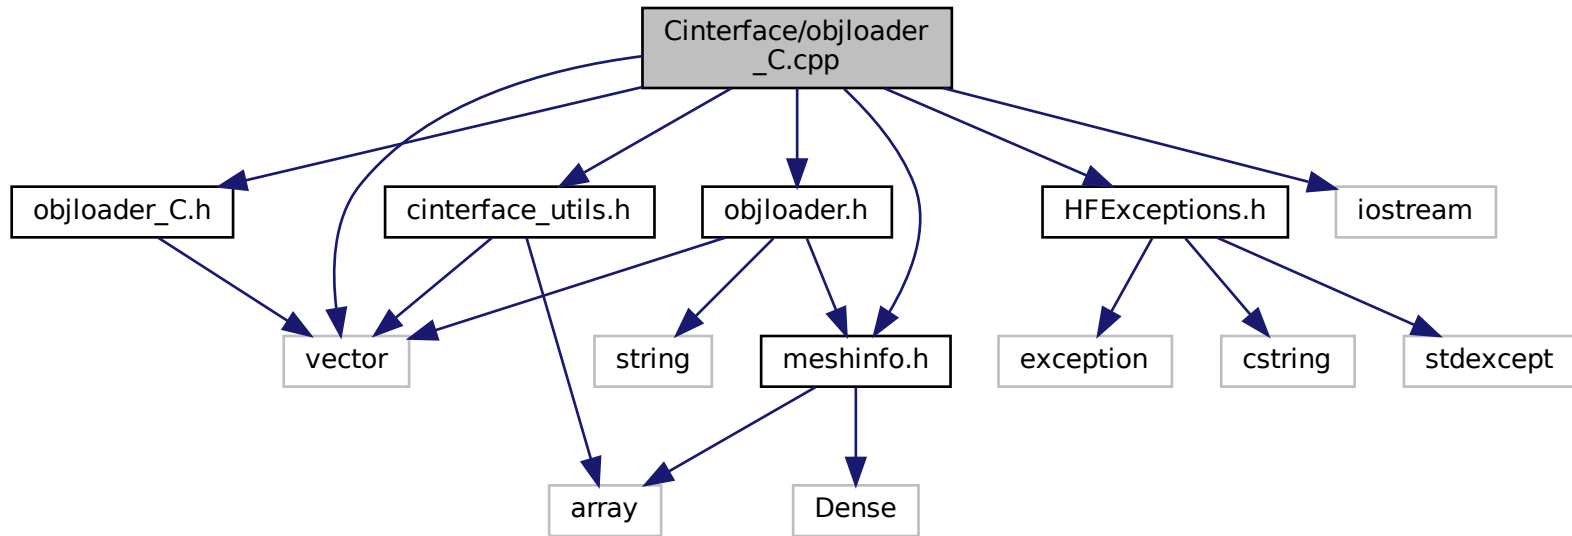 Cinterface/objloader
_C.cpp
objloader_C.h
cinterface_utils.h
objloader.h
HFExceptions.h
iostream
vector
string
meshinfo.h
exception
cstring
stdexcept
array
Dense